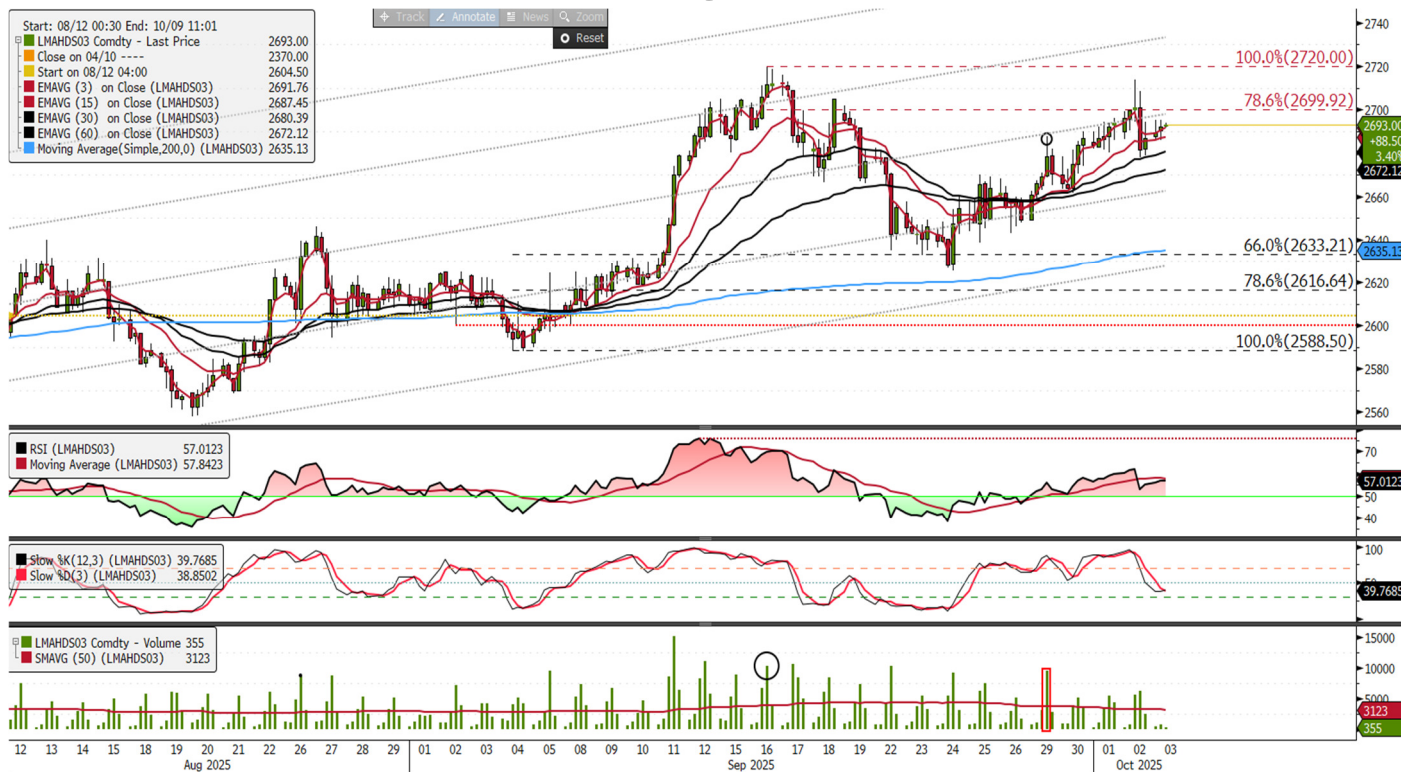 Track Annotate News Zoom
Reset
Start: 08/12 00:30 End: 10/09 11:01
LMAHDS03 Comdty - Last Price 2693.00
Close on 04/10 ---- 2370.00
Start on 08/12 04:00 2604.50
EMAVG (3) on Close (LMAHDS03) 2691.76
EMAVG (15) on Close (LMAHDS03) 2687.45
EMAVG (30) on Close (LMAHDS03) 2680.39
EMAVG (60) on Close (LMAHDS03) 2672.12
Moving Average(Simple,200,0) (LMAHDS03) 2635.13
100.0%(2720.00)
78.6%(2699.92)
66.0%(2633.21)
78.6%(2616.64)
100.0%(2588.50)
2740
2720
2700
2693.00
+88.50
3.40%
2672.12
2660
2640
2635.13
2620
2600
2580
2560
RSI (LMAHDS03) 57.0123
Moving Average (LMAHDS03) 57.8423
70
57.0123
50
40
Slow %K(12,3) (LMAHDS03) 39.7685
Slow %D(3) (LMAHDS03) 38.8502
100
50
39.7685
LMAHDS03 Comdty - Volume 355
SMAVG (50) (LMAHDS03) 3123
15000
10000
5000
3123
355
12 13 14 15 18 19 20 21 22 26 27 28 29 01 02 03 04 05 08 09 10 11 12 15 16 17 18 19 22 23 24 25 26 29 30 01 02 03
Aug 2025 Sep 2025 Oct 2025